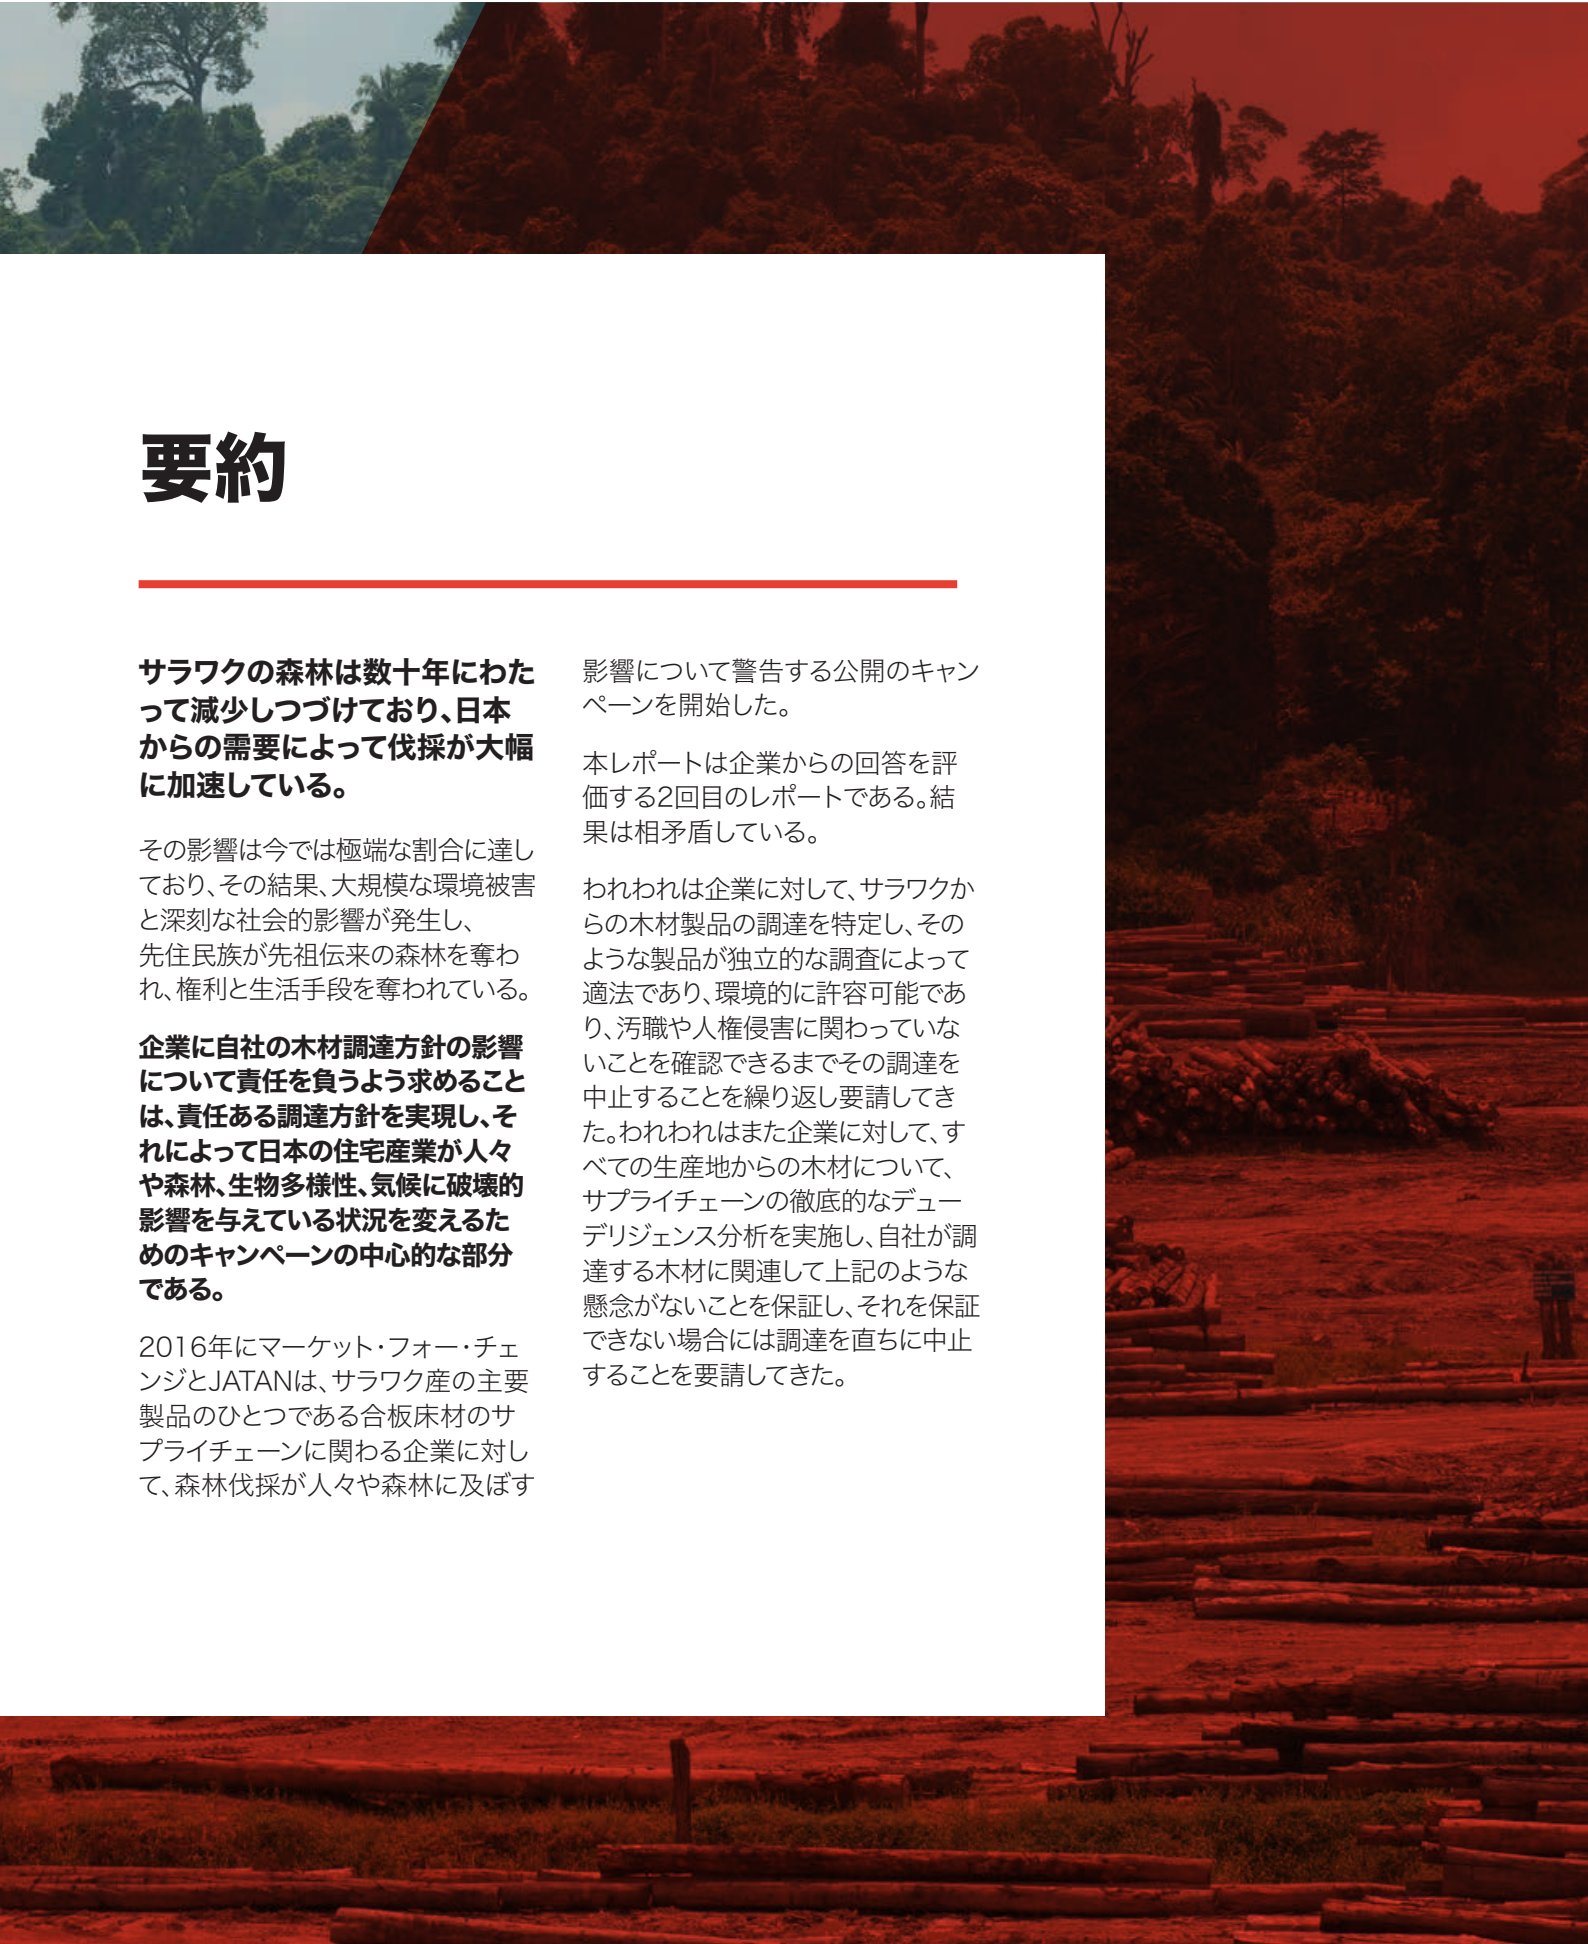 要約
サラワクの森林は数十年にわた
って減少しつづけており、日本
からの需要によって伐採が大幅
に加速している。
その影響は今では極端な割合に達し
ており、その結果、大規模な環境被害
と深刻な社会的影響が発生し、
先住民族が先祖伝来の森林を奪わ
れ、権利と生活手段を奪われている。
企業に自社の木材調達方針の影響
について責任を負うよう求めること
は、責任ある調達方針を実現し、そ
れによって日本の住宅産業が人々
や森林、生物多様性、気候に破壊的
影響を与えている状況を変えるた
めのキャンペーンの中心的な部分
である。
2016年にマーケット・フォー・チェ
ンジとJATANは、サラワク産の主要
製品のひとつである合板床材のサ
プライチェーンに関わる企業に対し
て、森林伐採が人々や森林に及ぼす
影響について警告する公開のキャン
ペーンを開始した。
本レポートは企業からの回答を評
価する2回目のレポートである。結
果は相矛盾している。
われわれは企業に対して、サラワクか
らの木材製品の調達を特定し、その
ような製品が独立的な調査によって
適法であり、環境的に許容可能であ
り、汚職や人権侵害に関わっていな
いことを確認できるまでその調達を
中止することを繰り返し要請してき
た。われわれはまた企業に対して、す
べての生産地からの木材について、
サプライチェーンの徹底的なデュー
デリジェンス分析を実施し、自社が調
達する木材に関連して上記のような
懸念がないことを保証し、それを保証
できない場合には調達を直ちに中止
することを要請してきた。